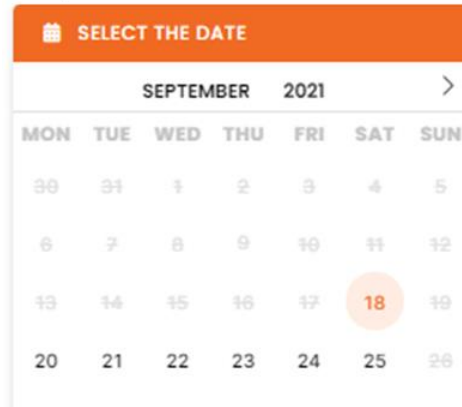 SELECT THE DATE
SEPTEMBER 2021
MON TUE WED THU FRI SAT SUN
30 31 1 2 3 4 5
6 7 8 9 10 11 12
13 14 15 16 17 18 19
20 21 22 23 24 25 26